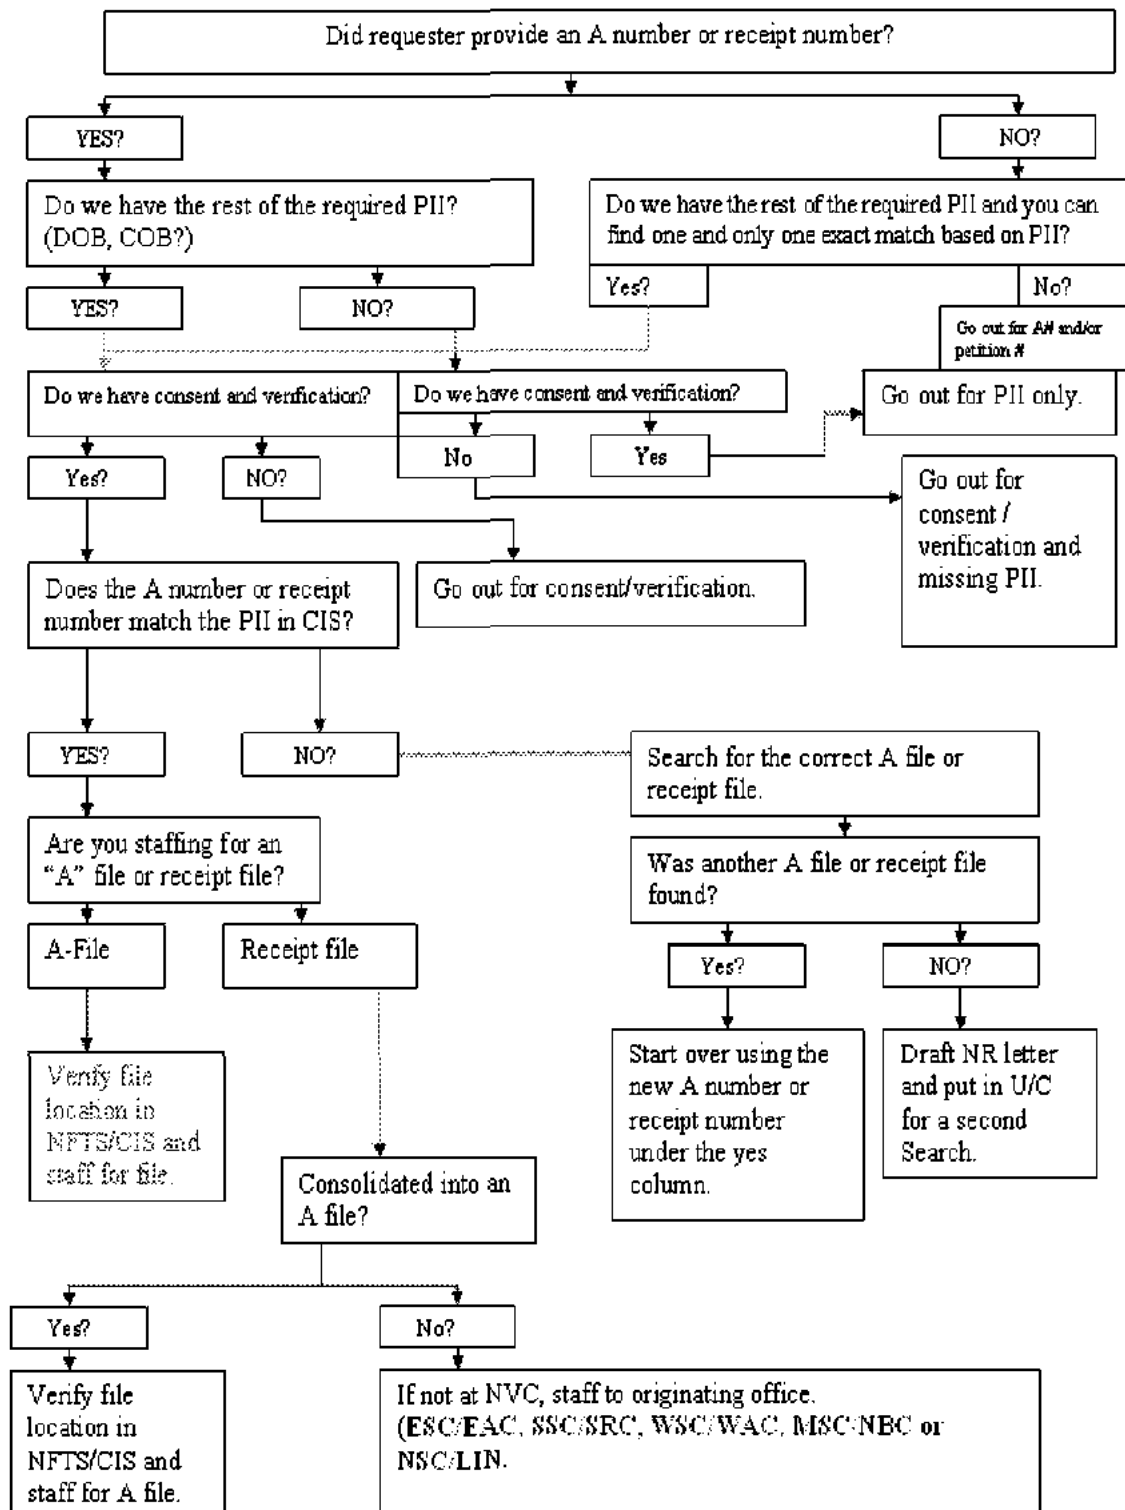 Did requester provide an A number or receipt number?
YES?
NO?
Do we have the rest of the required PII?
(DOB, COB?)
Do we have the rest of the required PII and you can
find one and only one exact match based on PII?
YES?
NO?
Yes?
No?
Go out for A# and/or
petition #
Do we have consent and verification?
Do we have consent and verification?
Go out for PII only.
No
Yes
Yes?
NO?
Go out for
consent /
verification and
missing PII.
Does the A number or receipt
number match the PII in CIS?
Go out for consent/verification.
YES?
NO?
Search for the correct A file or
receipt file.
Are you staffing for an
“A” file or receipt file?
Was another A file or receipt file
found?
A-File
Receipt file
Yes?
NO?
Verify file
location in
NFTS/CIS and
staff for file.
Start over using the
new A number or
receipt number
under the yes
column.
Draft NR letter
and put in U/C
for a second
Search.
Consolidated into an
A file?
Yes?
No?
Verify file
location in
NFTS/CIS and
staff for A file.
If not at NVC, staff to originating office.
(ESC/EAC, SSC/SRC, WSC/WAC, MSC/NBC or
NSC/LIN.